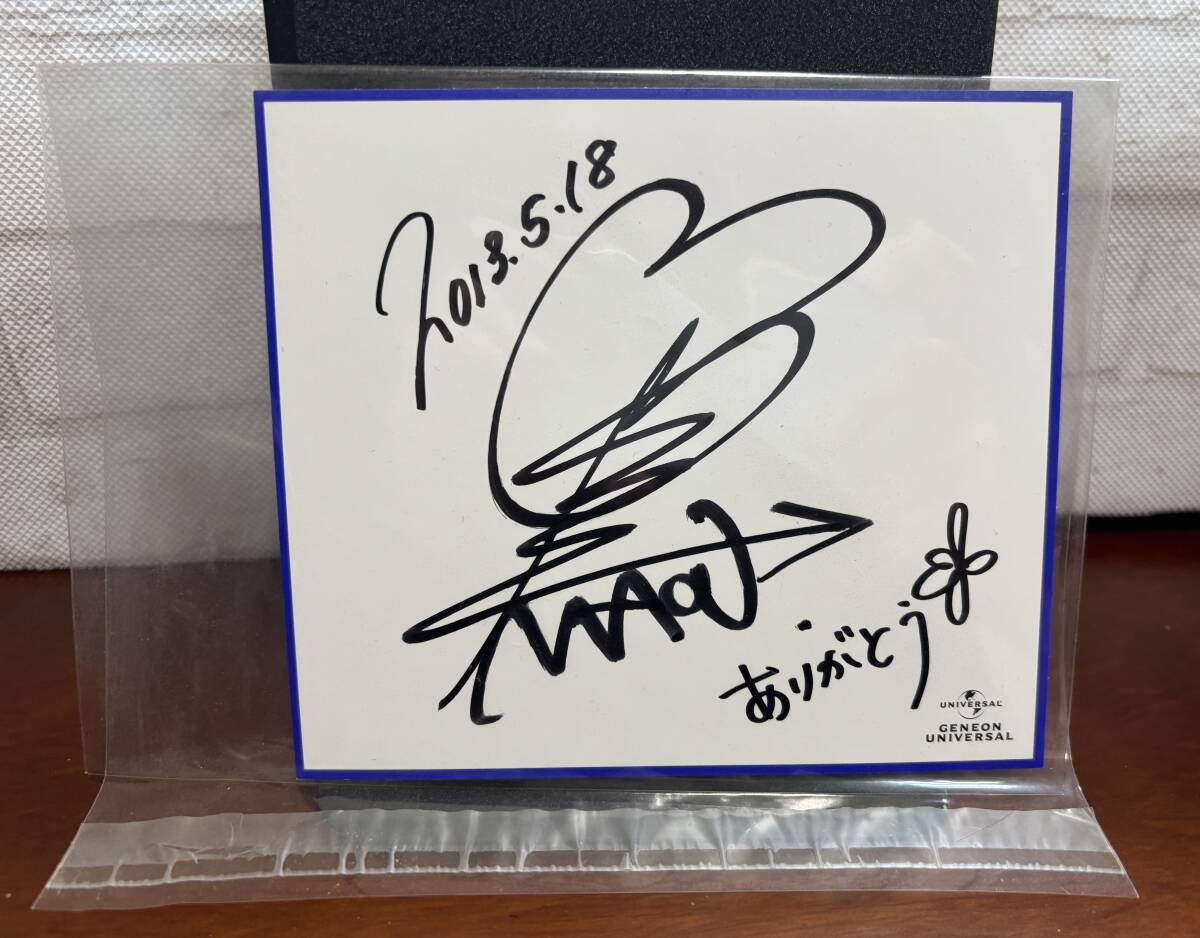 2013.5.18
ありがとう
UNIVERSAL
GENEON
UNIVERSAL